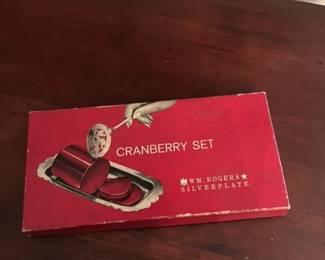 CRANBERRY SET
WM. ROGERS★
SILVERPLATE